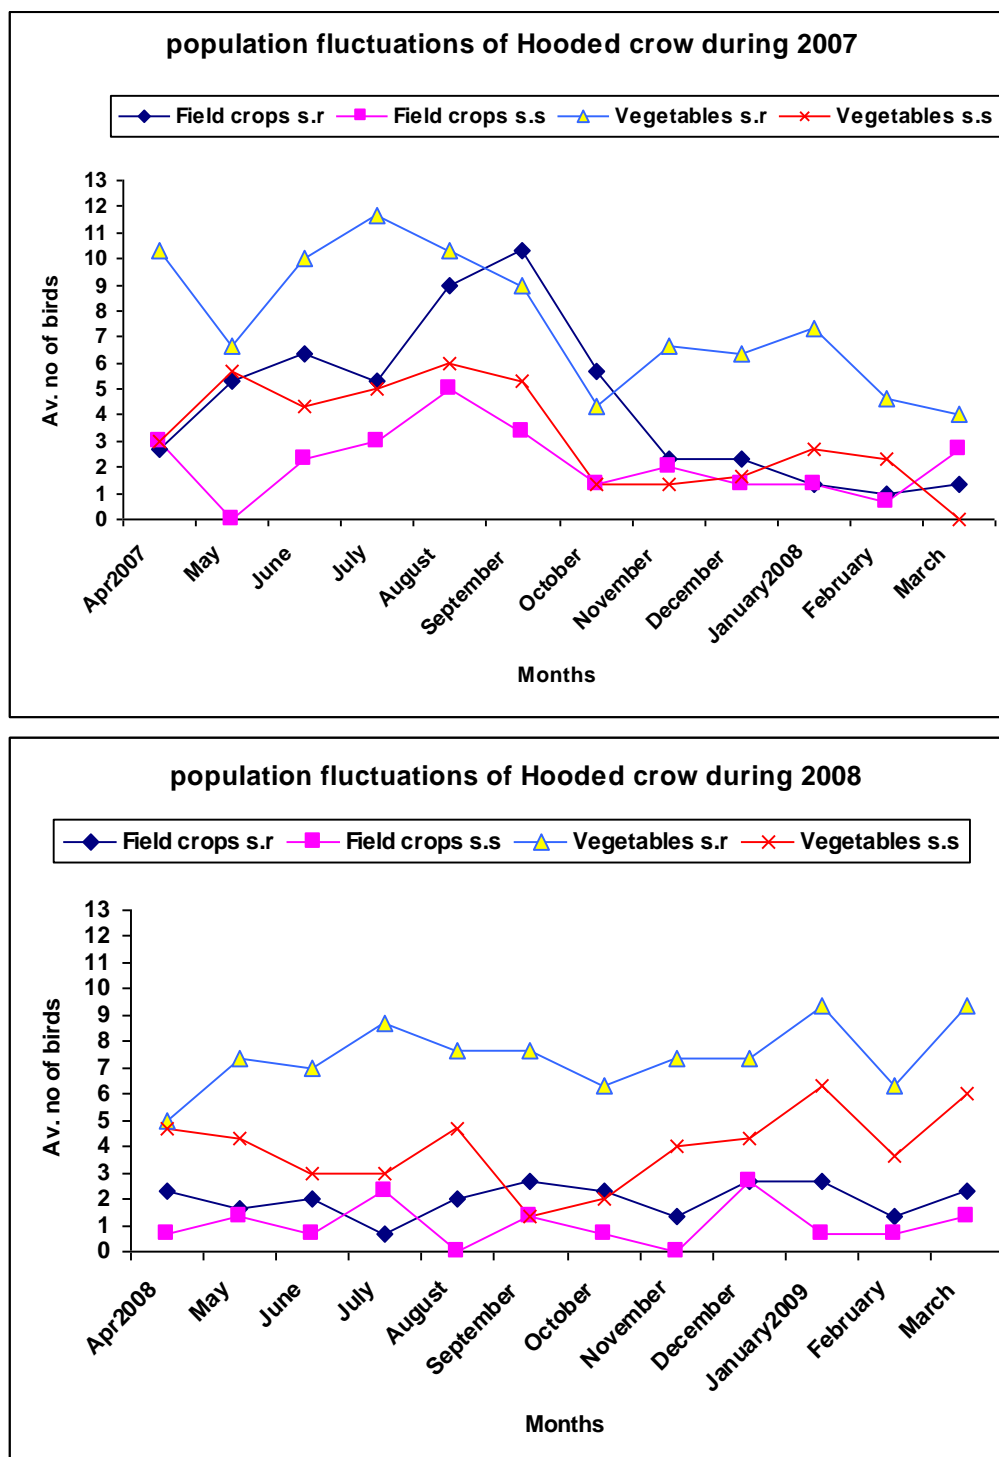 population fluctuations of Hooded crow during 2007
Field crops s.r Field crops s.s Vegetables s.r Vegetables s.s
13
12
11
10
9
8
7
6
5
4
3
2
1
0
Av. no of birds
Apr2007 May June July August September October November December January2008 February March
Months
population fluctuations of Hooded crow during 2008
Field crops s.r Field crops s.s Vegetables s.r Vegetables s.s
13
12
11
10
9
8
7
6
5
4
3
2
1
0
Av. no of birds
Apr2008 May June July August September October November December January2009 February March
Months